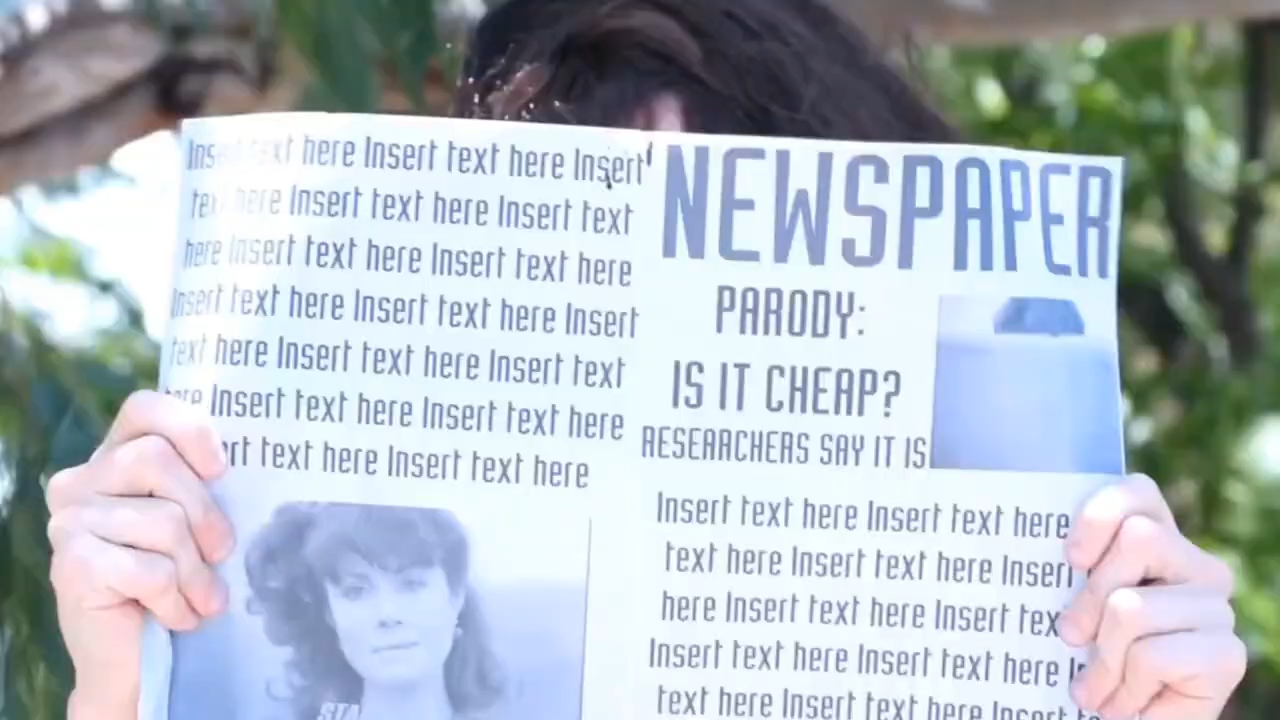 Insert text here Insert text here Insert
text here Insert text here Insert text
here Insert text here Insert text here
Insert text here Insert text here Insert
text here Insert text here Insert text
here Insert text here Insert text here
text here Insert text here
NEWSPAPER
PARODY:
IS IT CHEAP?
RESEARCHERS SAY IT IS
Insert text here Insert text here
text here Insert text here Insert
here Insert text here Insert
Insert text here Insert text here
text here Insert text here Insert